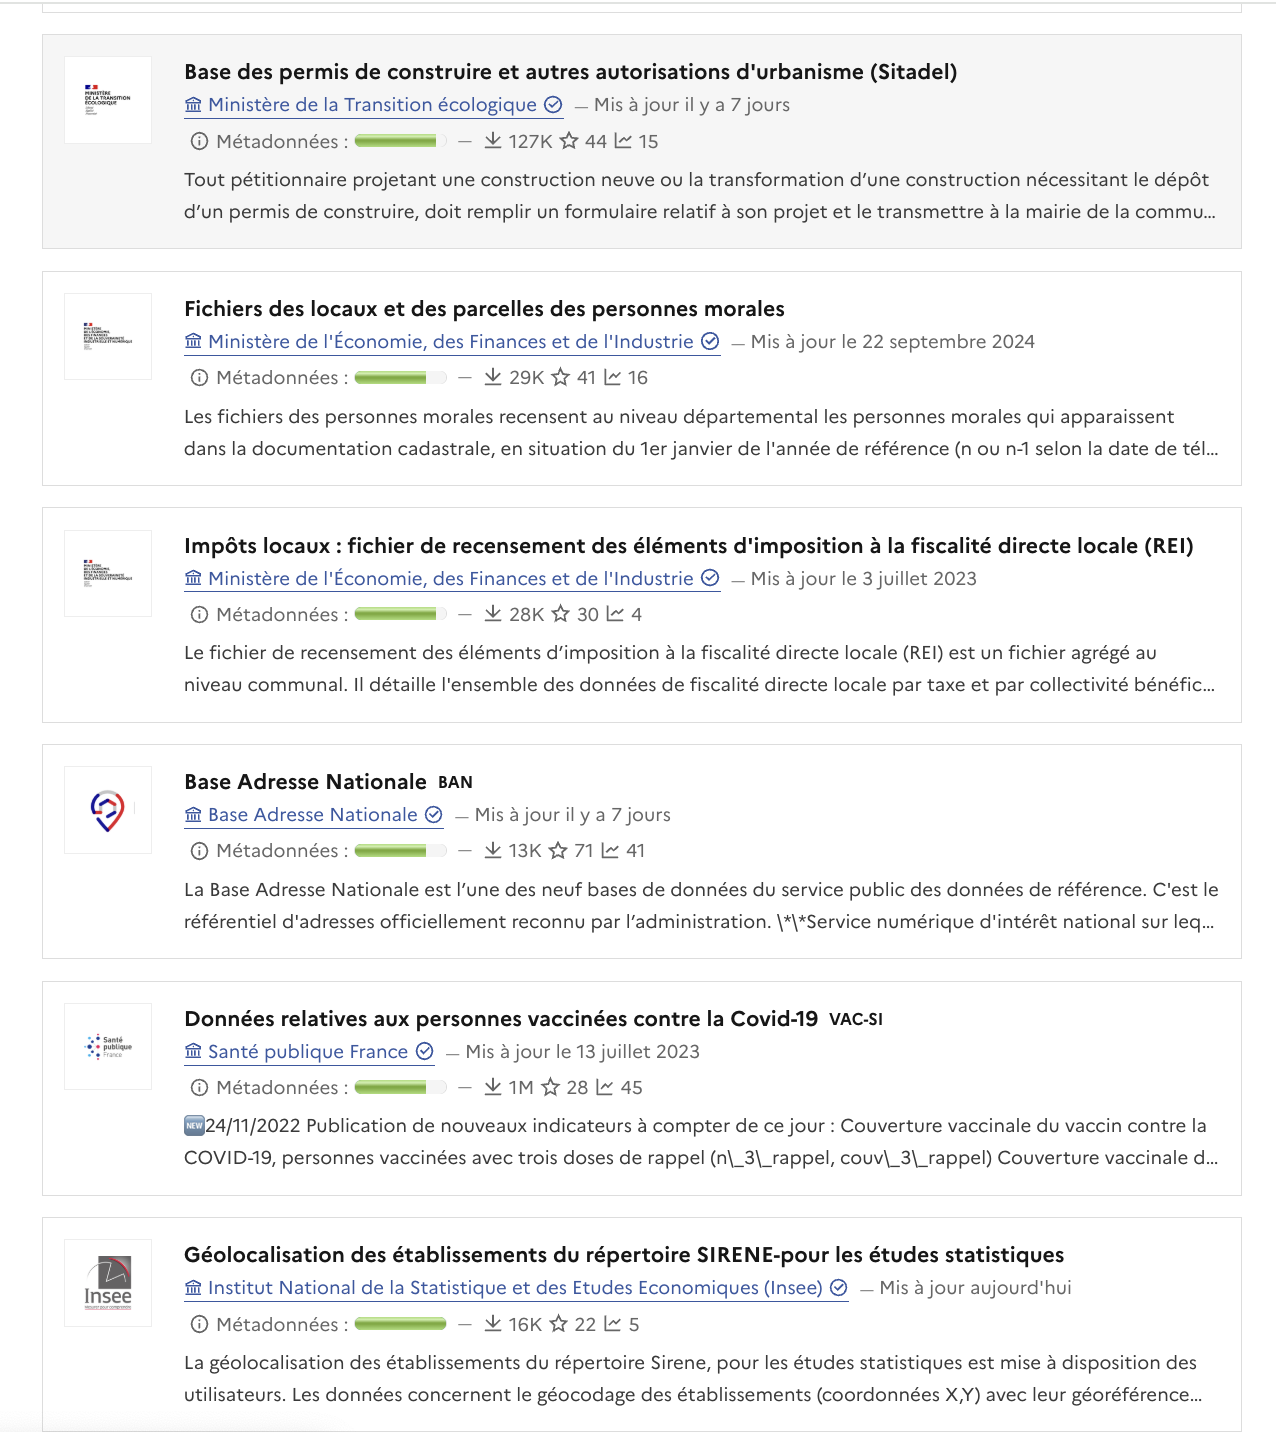 MINISTÈRE
DE LA TRANSITION
ÉCOLOGIQUE
Base des permis de construire et autres autorisations d'urbanisme (Sitadel)
Ministère de la Transition écologique — Mis à jour il y a 7 jours
Métadonnées : — 127K 44 15
Tout pétitionnaire projetant une construction neuve ou la transformation d’une construction nécessitant le dépôt
d’un permis de construire, doit remplir un formulaire relatif à son projet et le transmettre à la mairie de la commu...
Fichiers des locaux et des parcelles des personnes morales
Ministère de l'Économie, des Finances et de l'Industrie — Mis à jour le 22 septembre 2024
Métadonnées : — 29K 41 16
Les fichiers des personnes morales recensent au niveau départemental les personnes morales qui apparaissent
dans la documentation cadastrale, en situation du 1er janvier de l'année de référence (n ou n-1 selon la date de tél...
Impôts locaux : fichier de recensement des éléments d'imposition à la fiscalité directe locale (REI)
Ministère de l'Économie, des Finances et de l'Industrie — Mis à jour le 3 juillet 2023
Métadonnées : — 28K 30 4
Le fichier de recensement des éléments d’imposition à la fiscalité directe locale (REI) est un fichier agrégé au
niveau communal. Il détaille l'ensemble des données de fiscalité directe locale par taxe et par collectivité bénéfic...
Base Adresse Nationale BAN
Base Adresse Nationale — Mis à jour il y a 7 jours
Métadonnées : — 13K 71 41
La Base Adresse Nationale est l’une des neuf bases de données du service public des données de référence. C'est le
référentiel d'adresses officiellement reconnu par l’administration. \*\*Service numérique d'intérêt national sur leq...
Santé
publique
France
Données relatives aux personnes vaccinées contre la Covid-19 VAC-SI
Santé publique France — Mis à jour le 13 juillet 2023
Métadonnées : — 1M 28 45
🆕24/11/2022 Publication de nouveaux indicateurs à compter de ce jour : Couverture vaccinale du vaccin contre la
COVID-19, personnes vaccinées avec trois doses de rappel (n\_3\_rappel, couv\_3\_rappel) Couverture vaccinale d...
Insee
Géolocalisation des établissements du répertoire SIRENE-pour les études statistiques
Institut National de la Statistique et des Etudes Economiques (Insee) — Mis à jour aujourd'hui
Métadonnées : — 16K 22 5
La géolocalisation des établissements du répertoire Sirene, pour les études statistiques est mise à disposition des
utilisateurs. Les données concernent le géocodage des établissements (coordonnées X,Y) avec leur géoréférence...